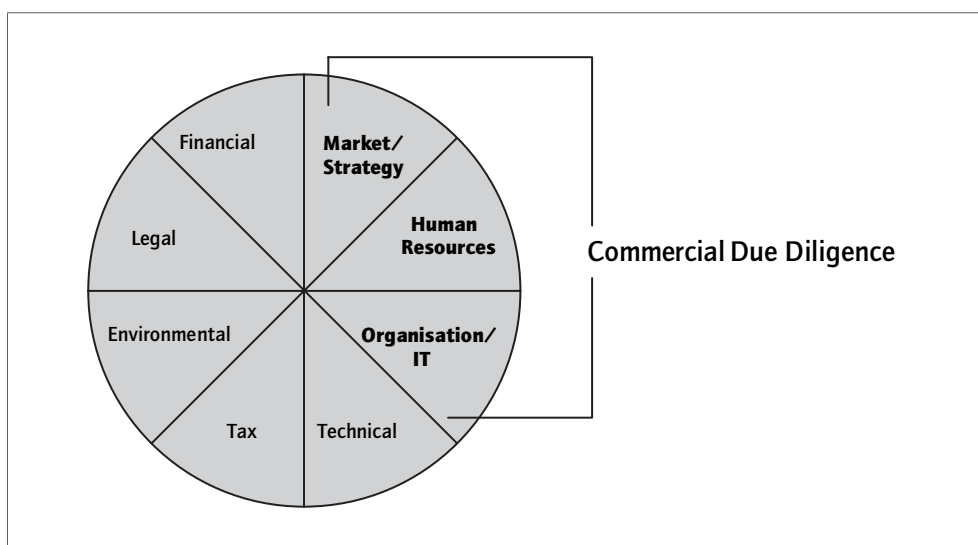 Financial
Market/
Strategy
Legal
Human
Resources
Commercial Due Diligence
Environmental
Organisation/
IT
Tax
Technical